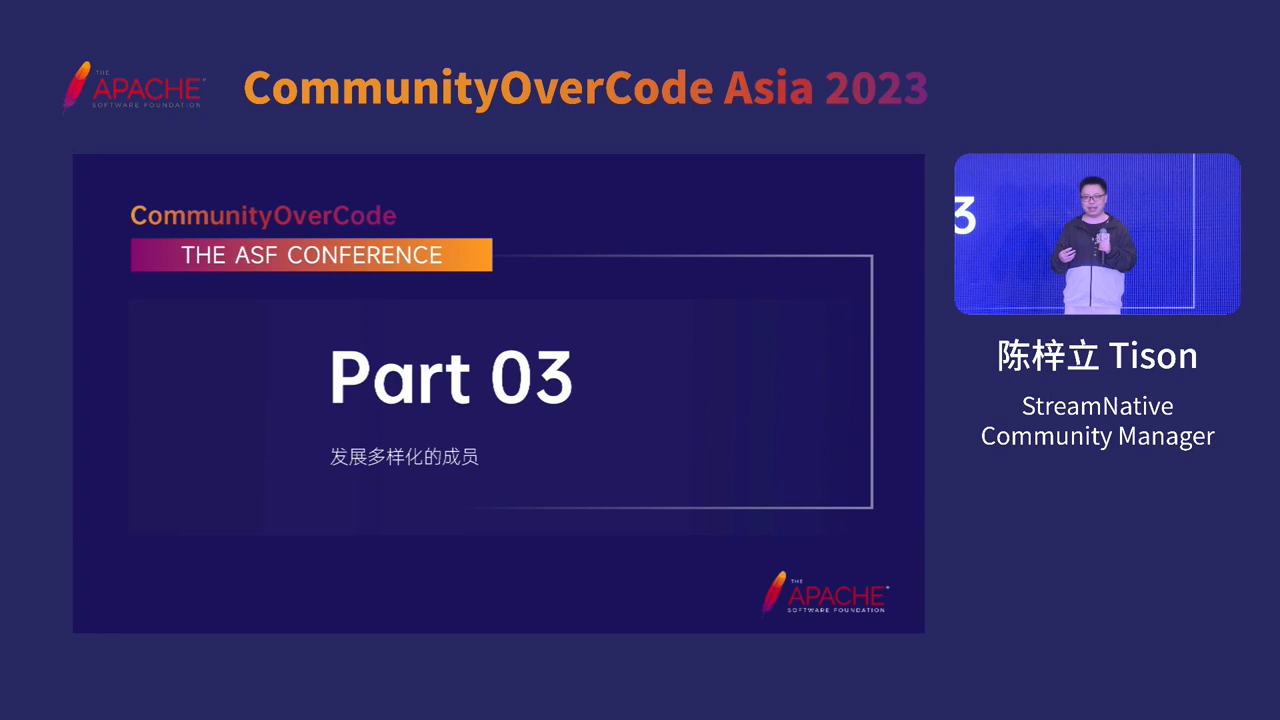 THE
APACHE
SOFTWARE FOUNDATION
CommunityOverCode Asia 2023
CommunityOverCode
THE ASF CONFERENCE
Part 03
发展多样化的成员
THE
APACHE
SOFTWARE FOUNDATION
3
陈梓立 Tison
StreamNative
Community Manager